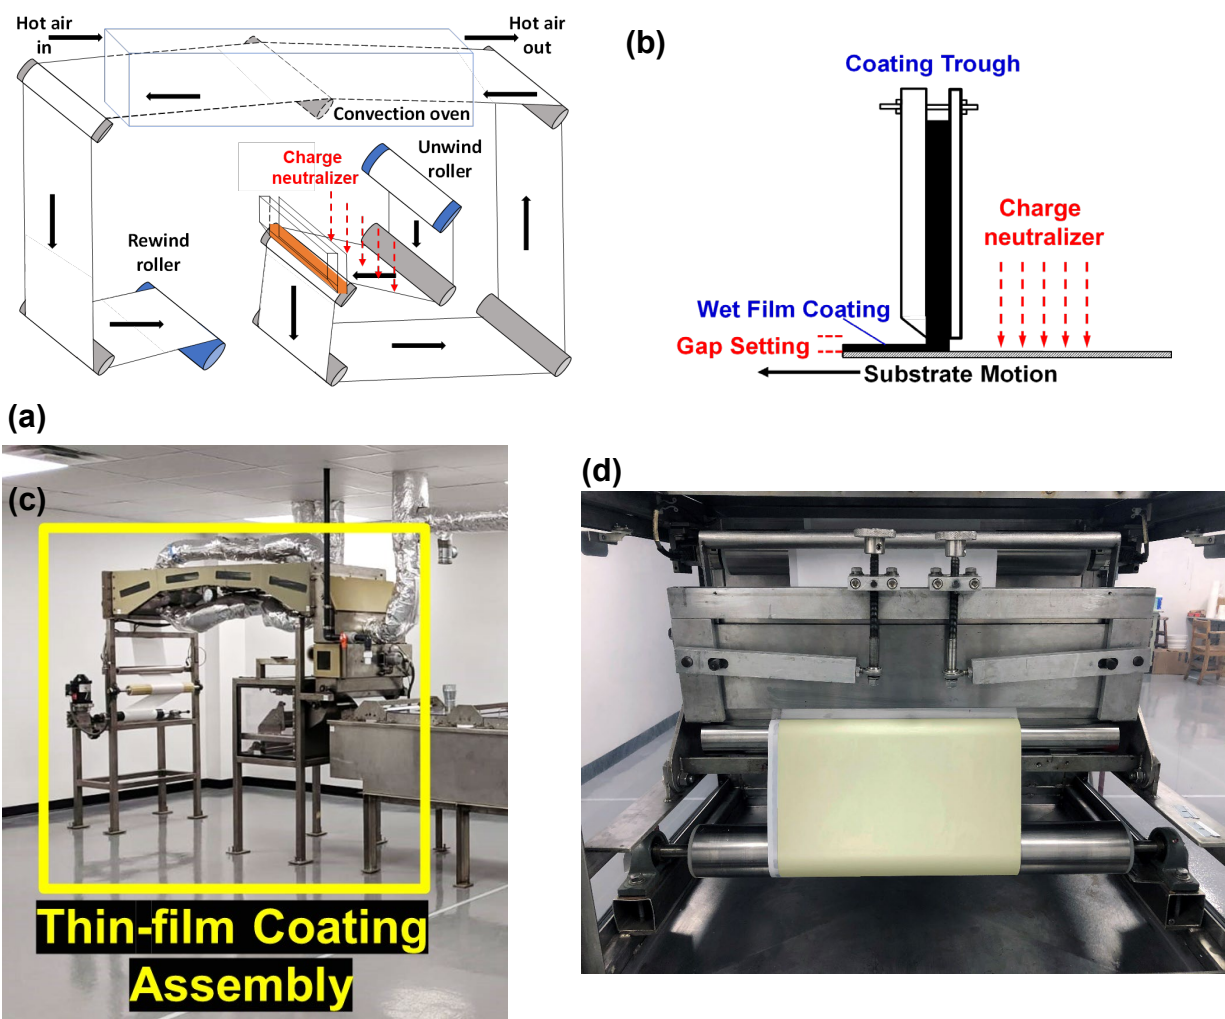 Hot air
in
Hot air
out
Convection oven
Charge
neutralizer
Unwind
roller
Rewind
roller
(a)
(b)
Coating Trough
Charge
neutralizer
Wet Film Coating
Gap Setting
Substrate Motion
(c)
Thin-film Coating
Assembly
(d)